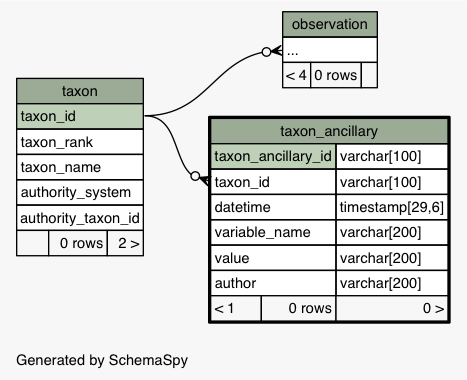 observation
...
< 4 0 rows
taxon
taxon_id
taxon_rank
taxon_name
authority_system
authority_taxon_id
0 rows 2 >
taxon_ancillary
taxon_ancillary_id varchar[100]
taxon_id varchar[100]
datetime timestamp[29,6]
variable_name varchar[200]
value varchar[200]
author varchar[200]
< 1 0 rows 0 >
Generated by SchemaSpy